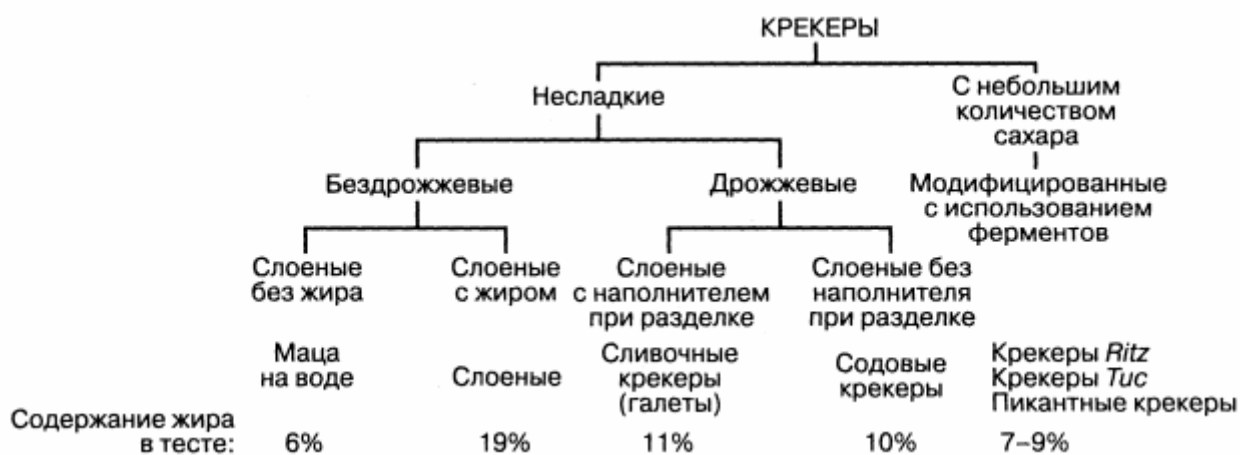 КРЕКЕРЫ
Несладкие
С небольшим
количеством
сахара
Бездрожжевые
Дрожжевые
Модифицированные
с использованием
ферментов
Слоеные
без жира
Слоеные
с жиром
Слоеные
с наполнителем
при разделке
Слоеные без
наполнителя
при разделке
Маца
на воде
Слоеные
Сливочные
крекеры
(галеты)
Содовые
крекеры
Крекеры Ritz
Крекеры Tuc
Пикантные крекеры
Содержание жира
в тесте: 6% 19% 11% 10% 7–9%